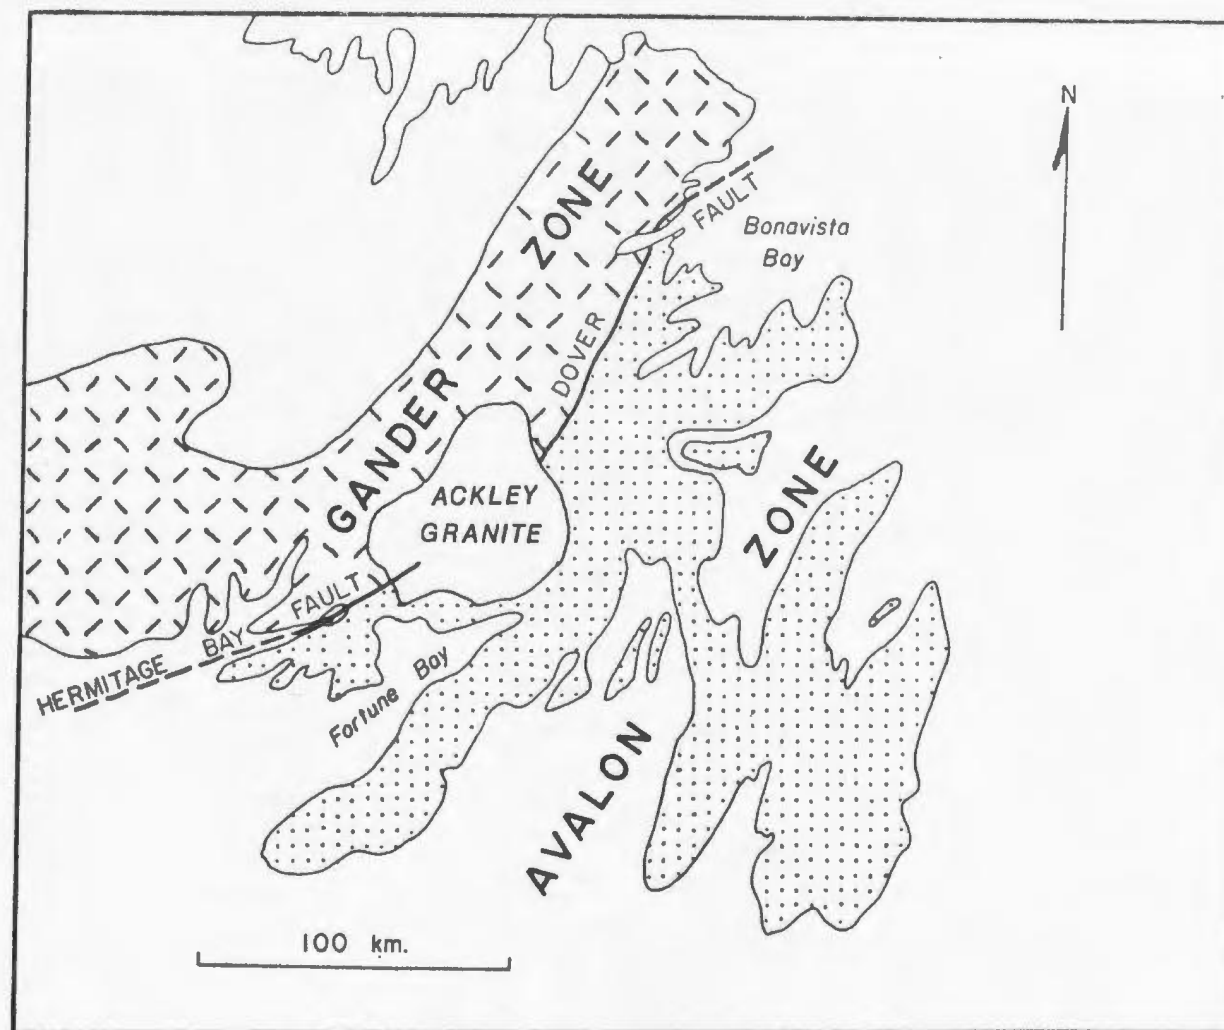 N
GANDER ZONE
DOVER FAULT
Bonavista
Bay
ACKLEY
GRANITE
HERMITAGE BAY FAULT
Fortune Bay
AVALON ZONE
100 km.